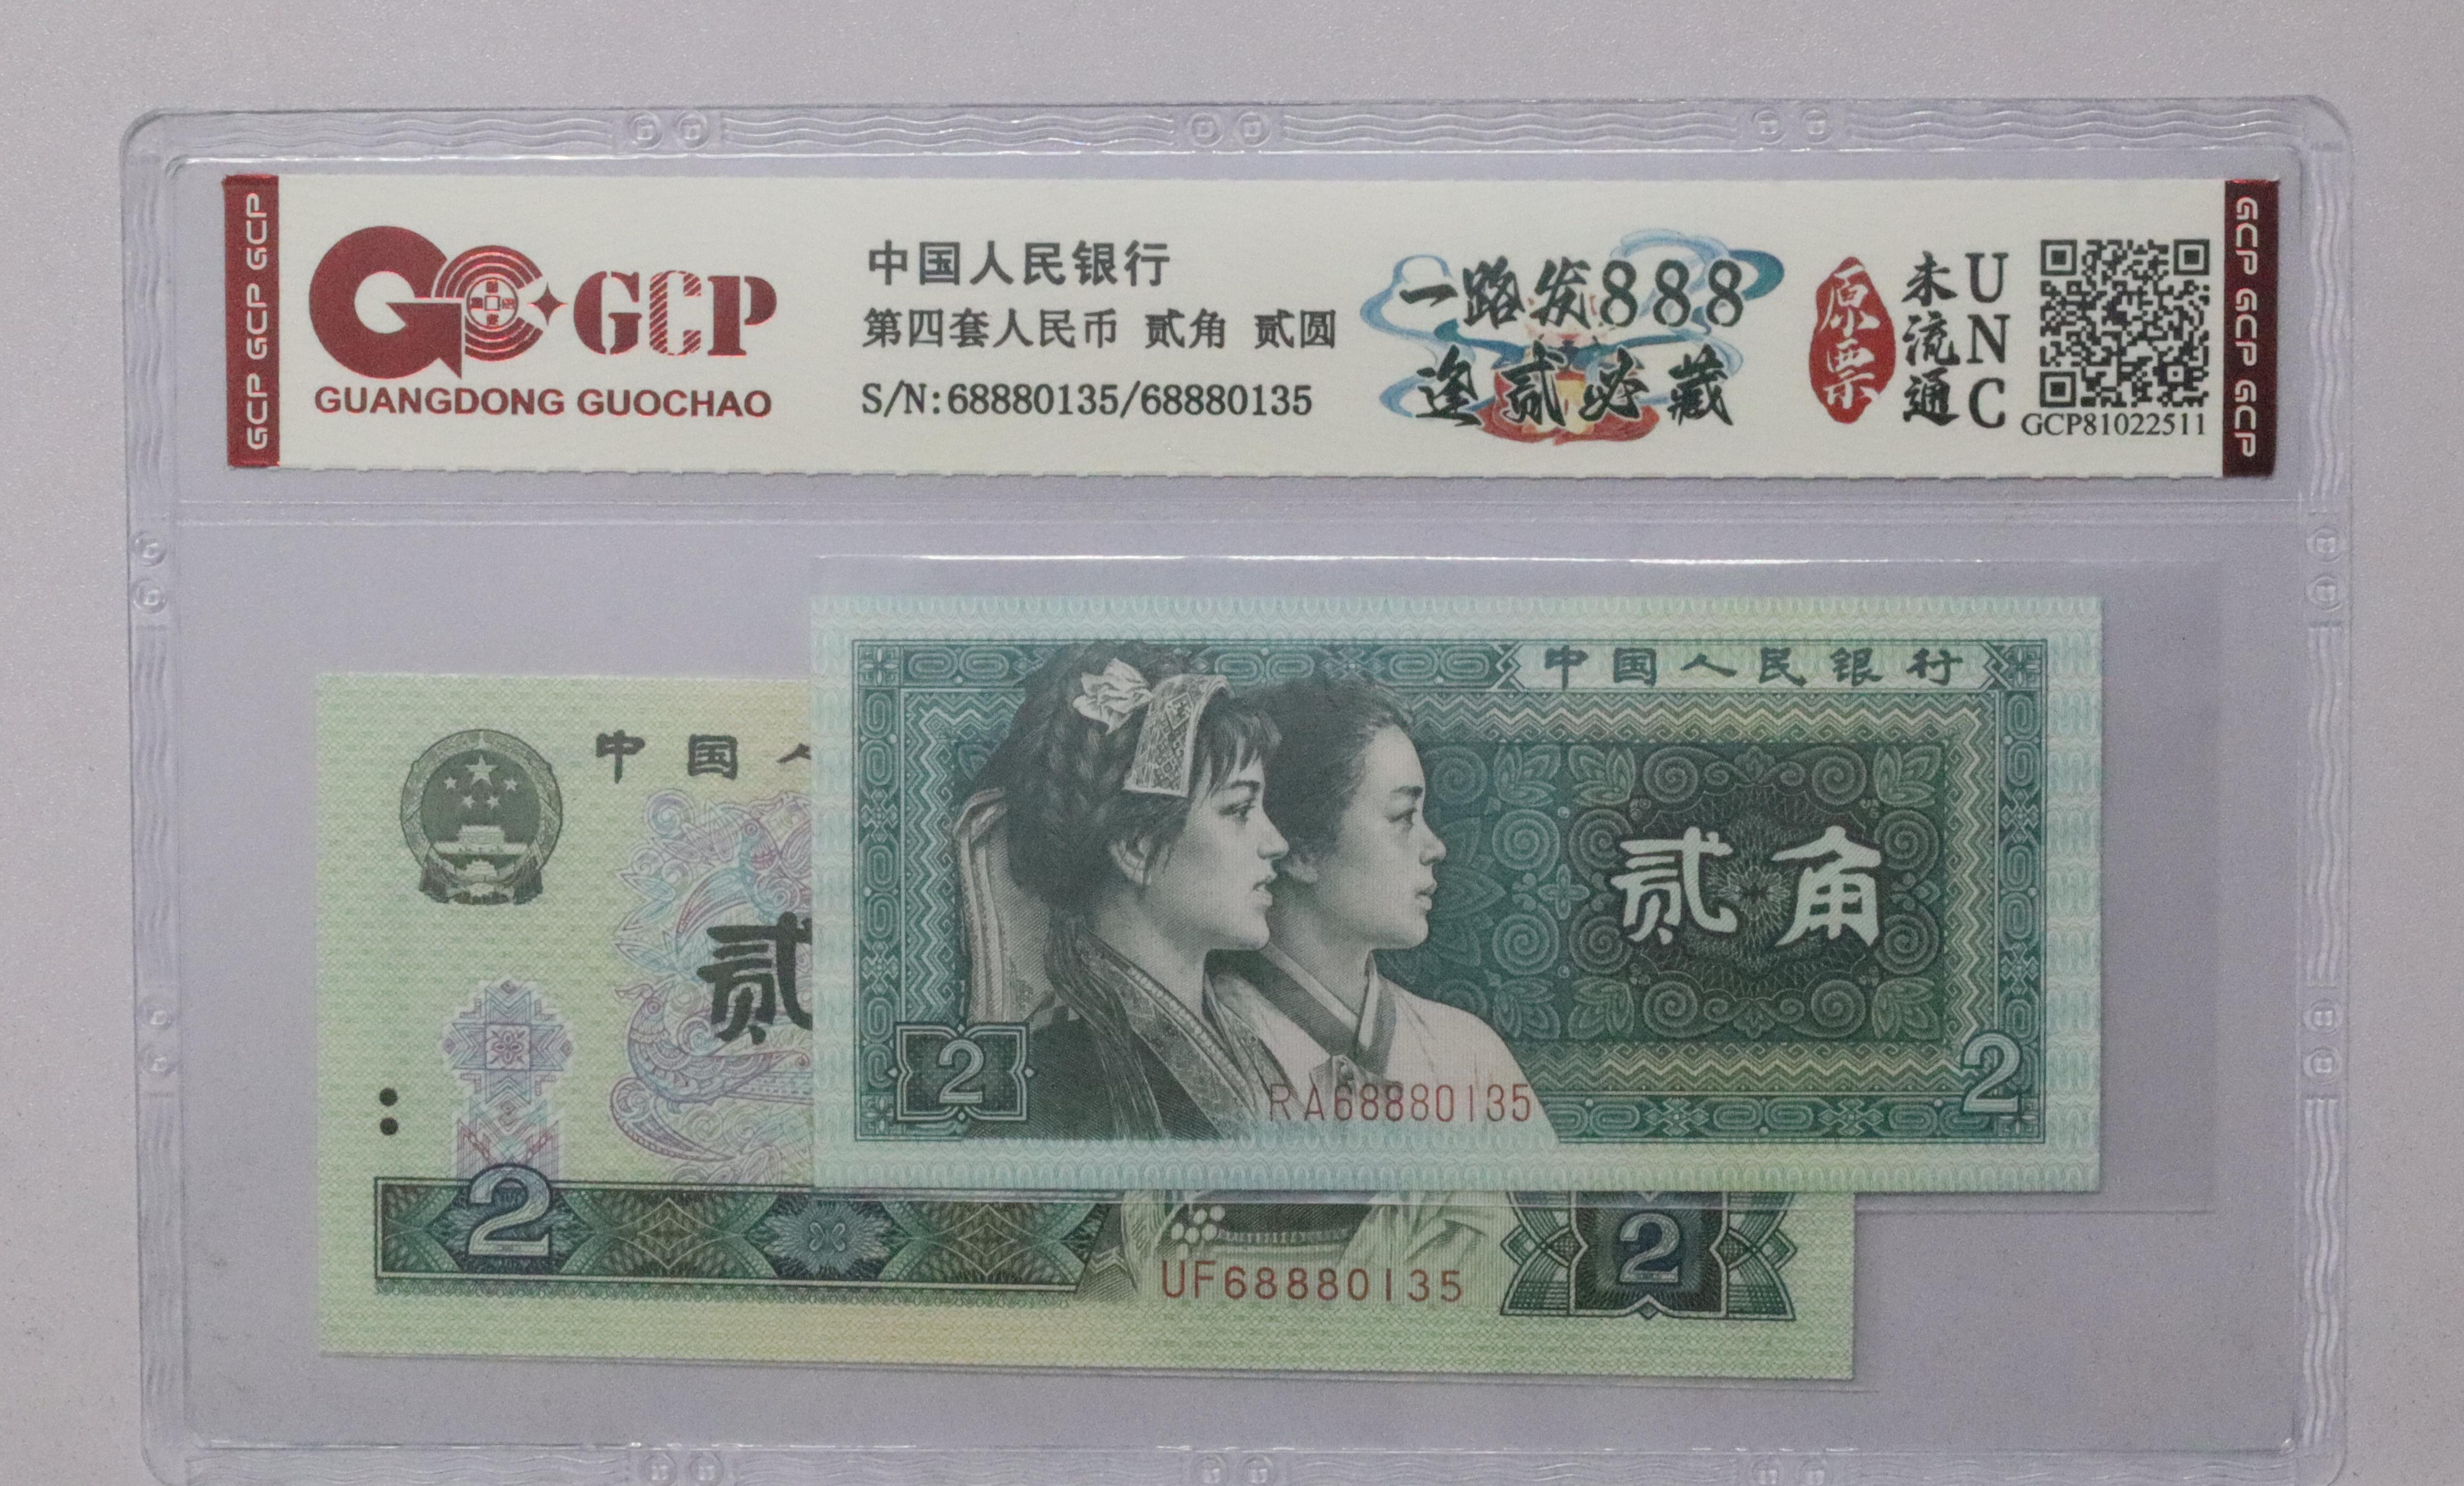 GCP GCP GCP
GCP
GUANGDONG GUOCHAO
中国人民银行
第四套人民币 贰角 贰圆
S/N:68880135/68880135
一路发888
逢贰必藏
原票
未流通
UNC
GCP81022511
GCP GCP GCP
中国人民银行
贰角
2
2
RA68880135
中国人
贰
2
2
UF68880135